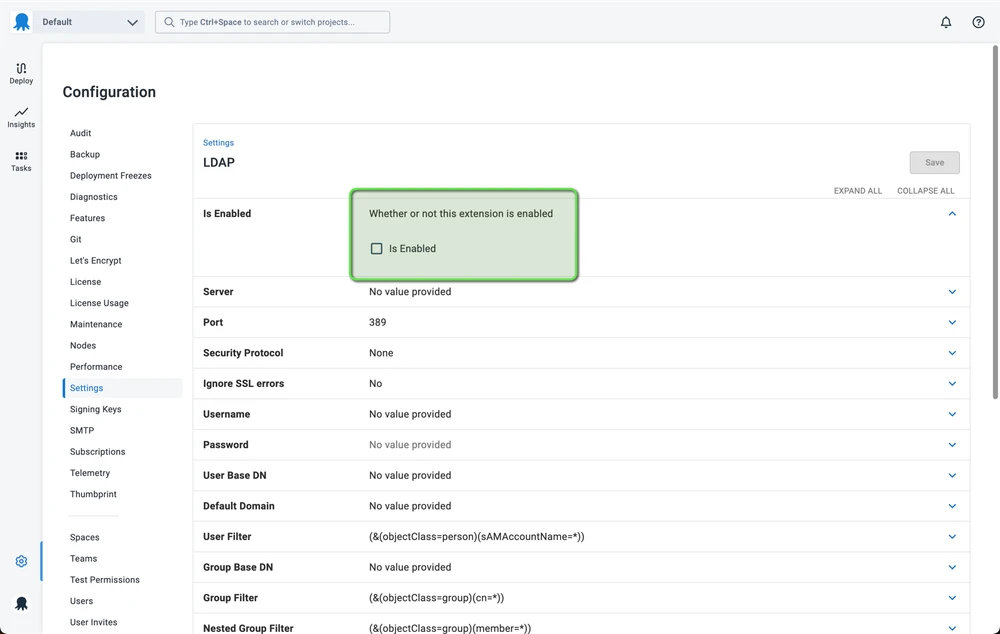 Default
Type Ctrl+Space to search or switch projects...
Deploy
Insights
Tasks
Configuration
Audit
Backup
Deployment Freezes
Diagnostics
Features
Git
Let's Encrypt
License
License Usage
Maintenance
Nodes
Performance
Settings
Signing Keys
SMTP
Subscriptions
Telemetry
Thumbprint
Spaces
Teams
Test Permissions
Users
User Invites
Settings
LDAP
Save
EXPAND ALL COLLAPSE ALL
Is Enabled Whether or not this extension is enabled
Is Enabled
Server No value provided
Port 389
Security Protocol None
Ignore SSL errors No
Username No value provided
Password No value provided
User Base DN No value provided
Default Domain No value provided
User Filter (&(objectClass=person)(sAMAccountName=*))
Group Base DN No value provided
Group Filter (&(objectClass=group)(cn=*))
Nested Group Filter (&(objectClass=group)(member=*))